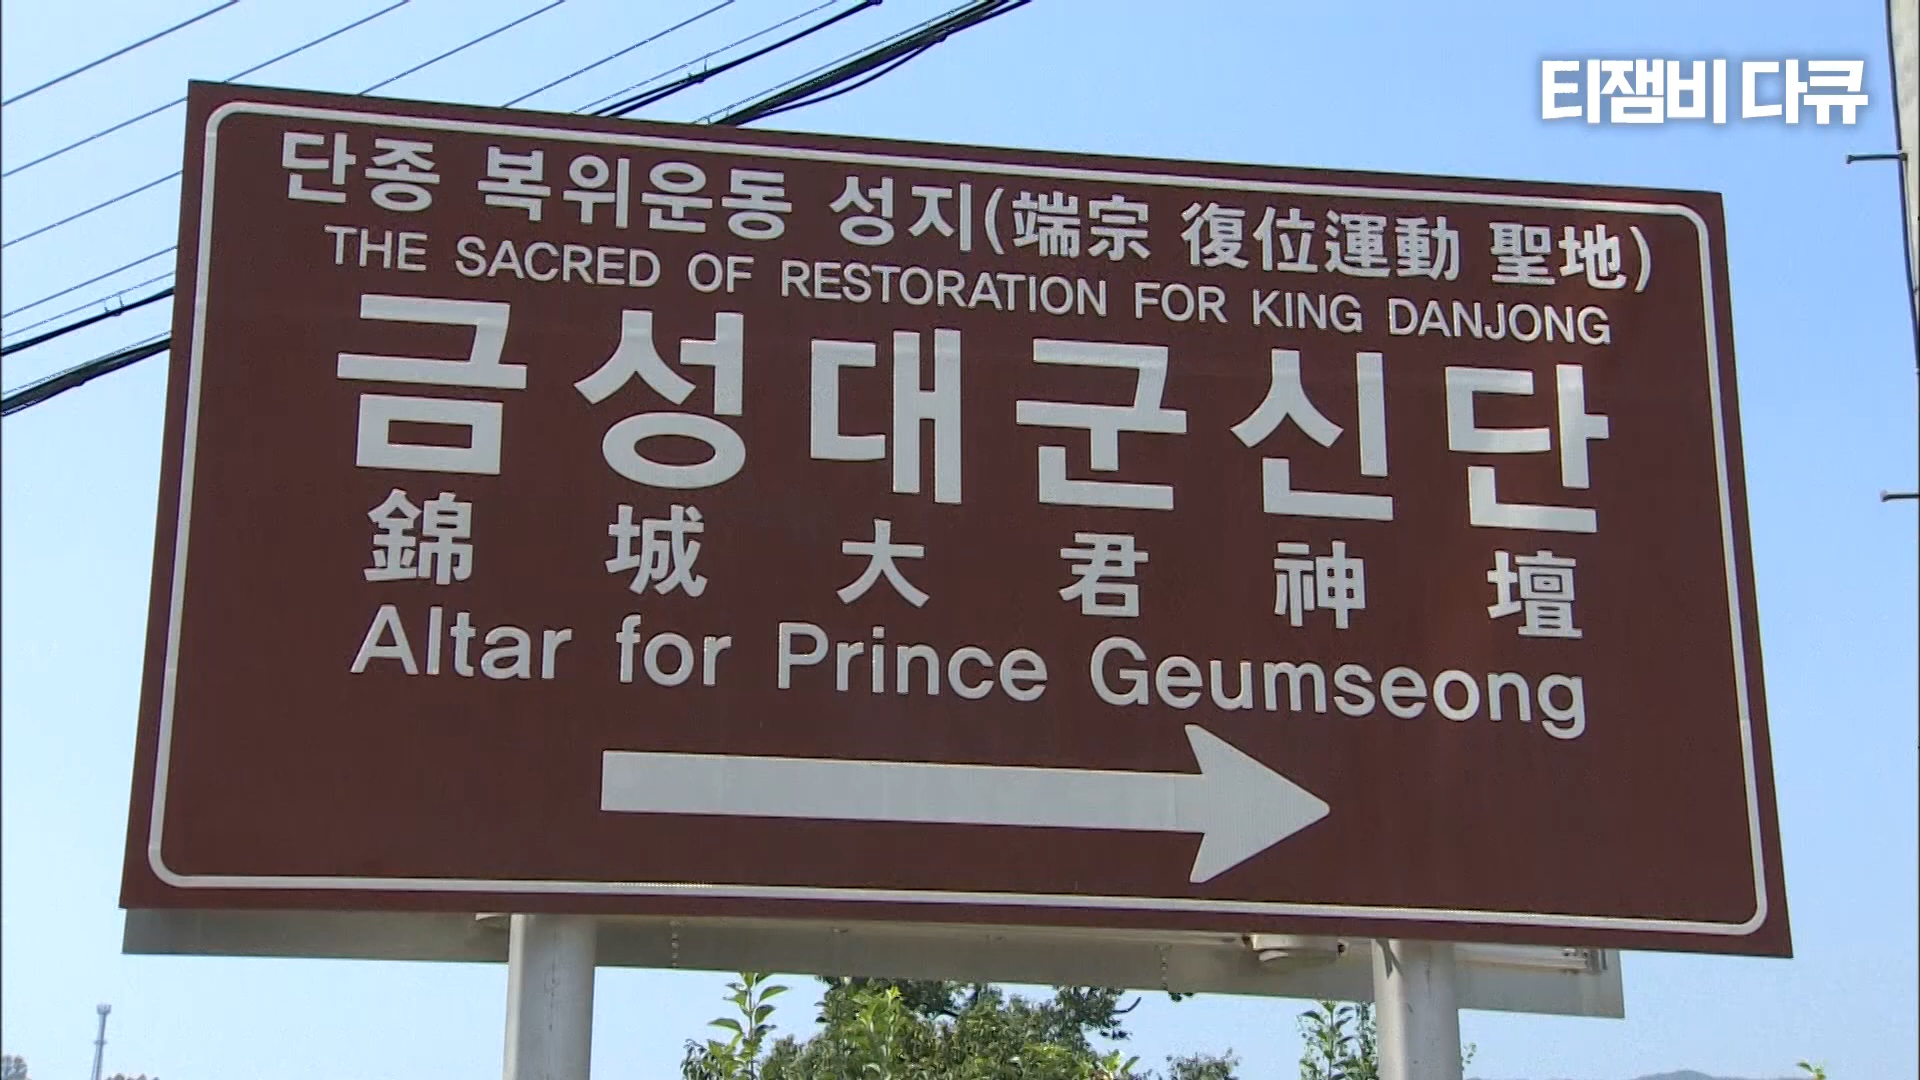 티잼비 다큐
단종 복위운동 성지(端宗 復位運動 聖地)
THE SACRED OF RESTORATION FOR KING DANJONG
금성대군신단
錦城大君神壇
Altar for Prince Geumseong